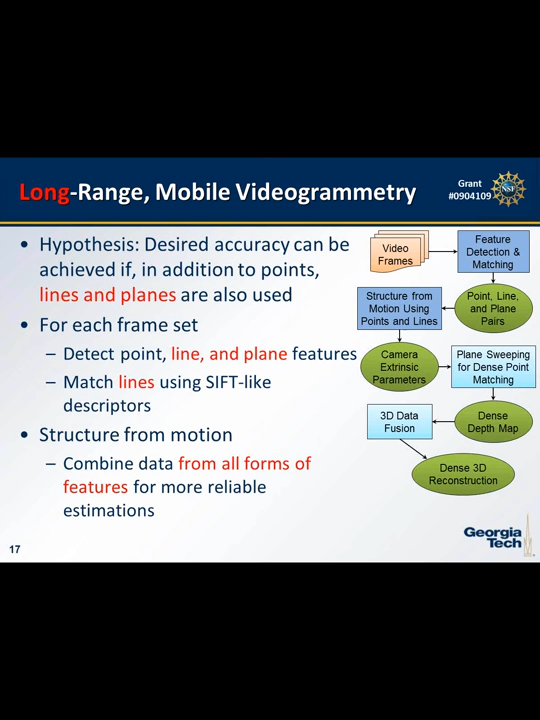 Long-Range, Mobile Videogrammetry
Grant
#0904109
NSF
• Hypothesis: Desired accuracy can be
achieved if, in addition to points,
lines and planes are also used
• For each frame set
– Detect point, line, and plane features
– Match lines using SIFT-like
descriptors
• Structure from motion
– Combine data from all forms of
features for more reliable
estimations
Video
Frames
Feature
Detection &
Matching
Structure from
Motion Using
Points and Lines
Point, Line,
and Plane
Pairs
Camera
Extrinsic
Parameters
Plane Sweeping
for Dense Point
Matching
3D Data
Fusion
Dense
Depth Map
Dense 3D
Reconstruction
17
Georgia
Tech